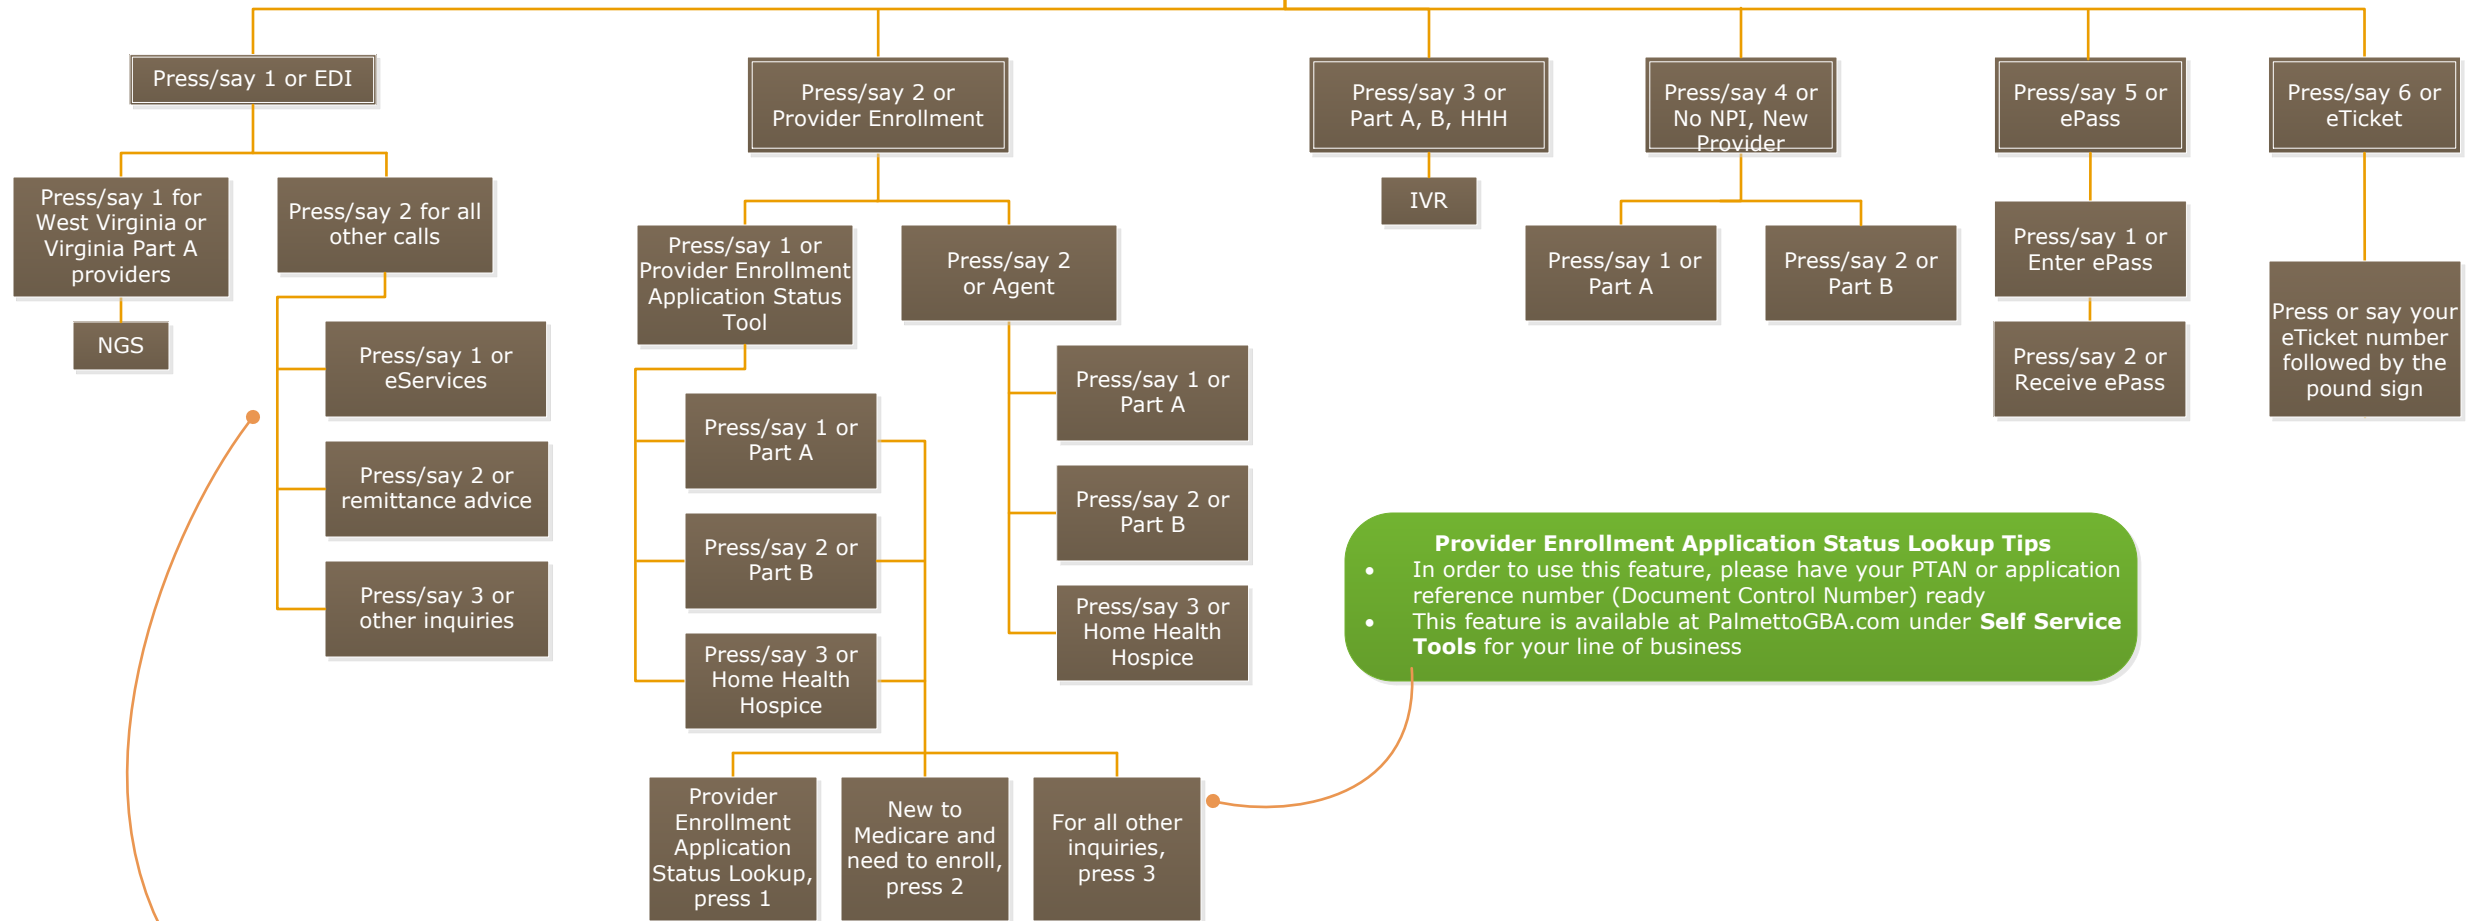 Press/say 1 or EDI
Press/say 2 or
Provider Enrollment
Press/say 3 or
Part A, B, HHH
Press/say 4 or
No NPI, New
Provider
Press/say 5 or
ePass
Press/say 6 or
eTicket
Press/say 1 for
West Virginia or
Virginia Part A
providers
NGS
Press/say 2 for all
other calls
Press/say 1 or
eServices
Press/say 2 or
remittance advice
Press/say 3 or
other inquiries
Press/say 1 or
Provider Enrollment
Application Status
Tool
Press/say 1 or
Part A
Press/say 2 or
Part B
Press/say 3 or
Home Health
Hospice
Provider
Enrollment
Application
Status Lookup,
press 1
New to
Medicare and
need to enroll,
press 2
For all other
inquiries,
press 3
Press/say 2
or Agent
Press/say 1 or
Part A
Press/say 2 or
Part B
Press/say 3 or
Home Health
Hospice
IVR
Press/say 1 or
Part A
Press/say 2 or
Part B
Press/say 1 or
Enter ePass
Press/say 2 or
Receive ePass
Press or say your
eTicket number
followed by the
pound sign
Provider Enrollment Application Status Lookup Tips
• In order to use this feature, please have your PTAN or application
reference number (Document Control Number) ready
• This feature is available at PalmettoGBA.com under Self Service
Tools for your line of business